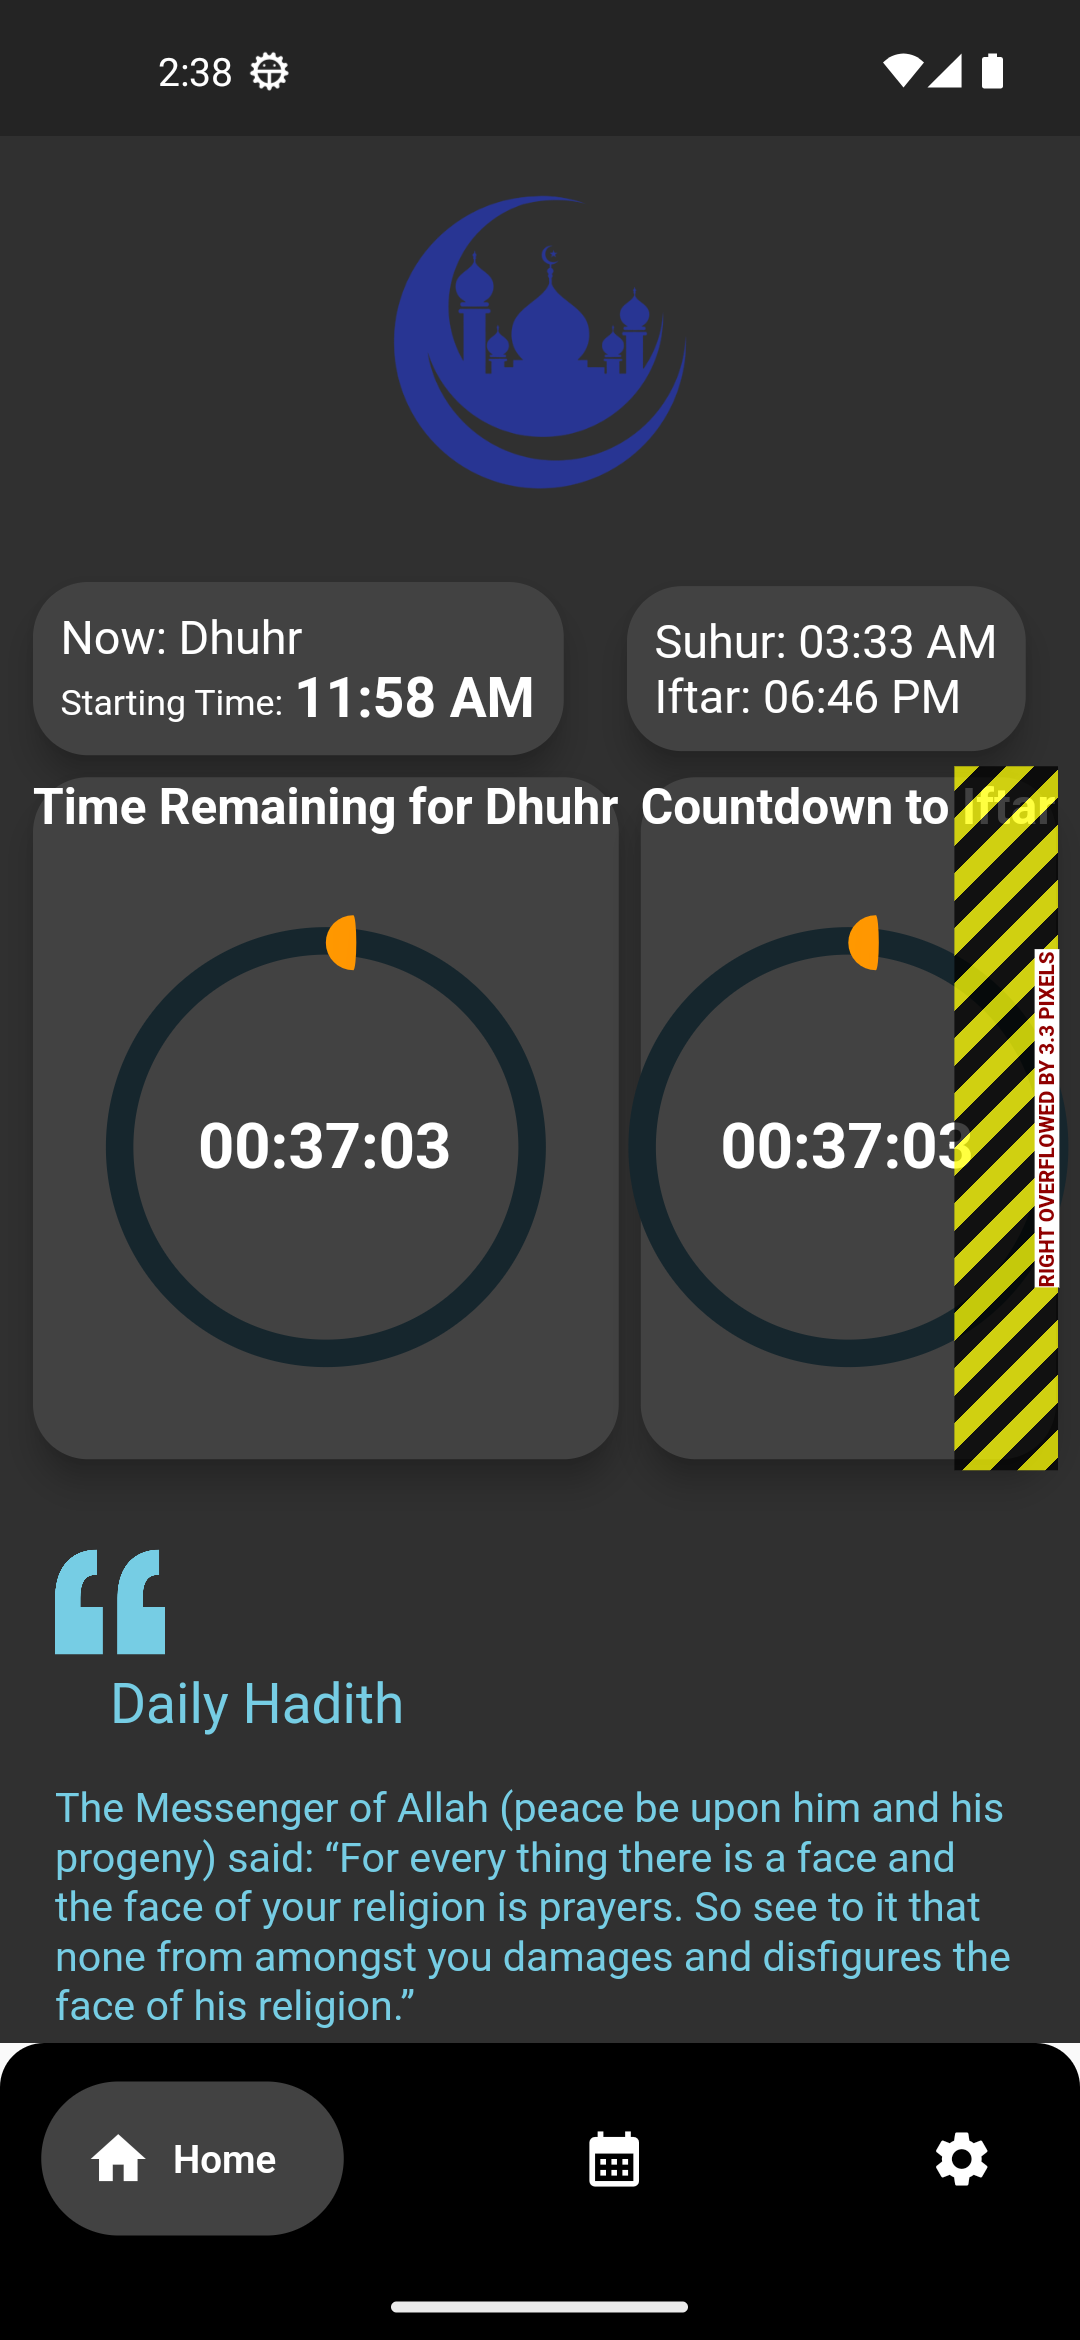 2:38
Now: Dhuhr
Starting Time: 11:58 AM
Suhur: 03:33 AM
Iftar: 06:46 PM
Time Remaining for Dhuhr
Countdown to Iftar
00:37:03
00:37:03
RIGHT OVERFLOWED BY 3.3 PIXELS
Daily Hadith
The Messenger of Allah (peace be upon him and his
progeny) said: “For every thing there is a face and
the face of your religion is prayers. So see to it that
none from amongst you damages and disfigures the
face of his religion.”
Home